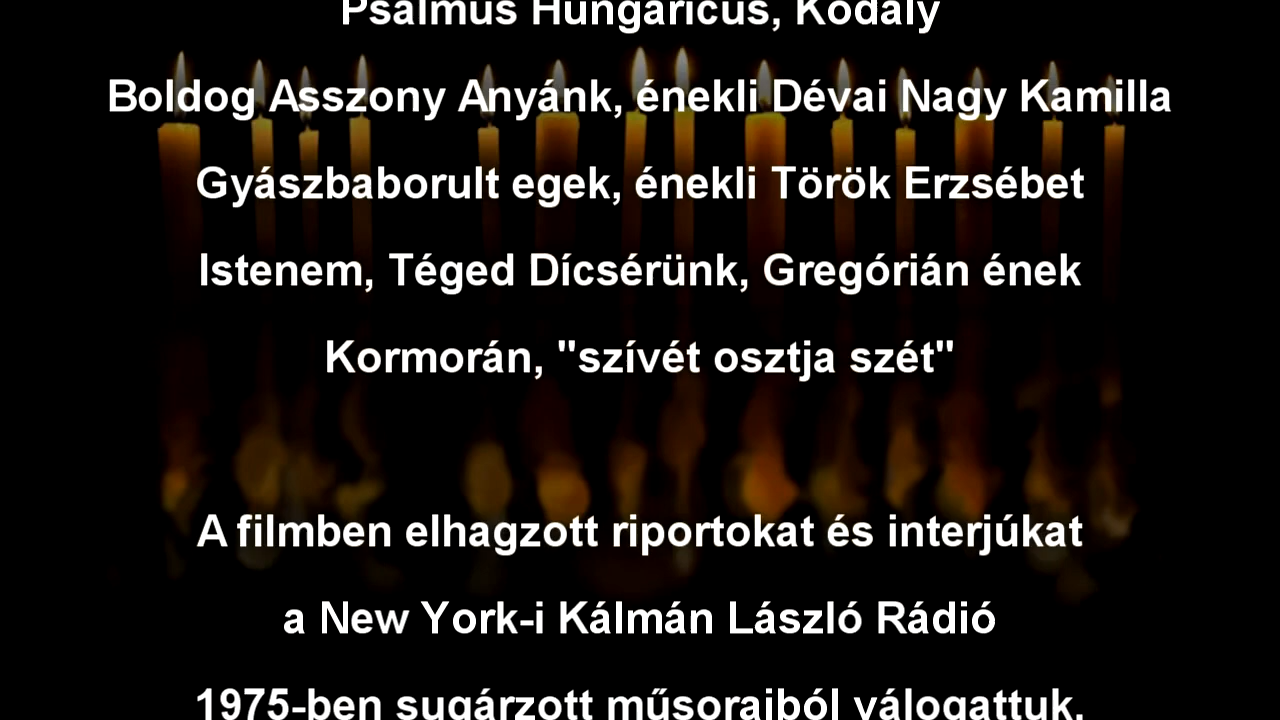 Psalmus Hungaricus, Kodály
Boldog Asszony Anyánk, énekli Dévai Nagy Kamilla
Gyászbaborult egek, énekli Török Erzsébet
Istenem, Téged Dícsérünk, Gregórián ének
Kormorán, "szívét osztja szét"
A filmben elhagzott riportokat és interjúkat
a New York-i Kálmán László Rádió
1975-ben sugárzott műsoraiból válogattuk.